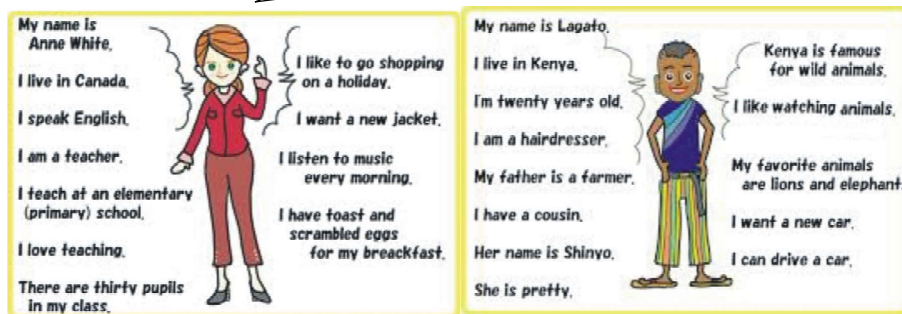 My name is
Anne White.
I live in Canada.
I speak English.
I am a teacher.
I teach at an elementary
(primary) school.
I love teaching.
There are thirty pupils
in my class.
I like to go shopping
on a holiday.
I want a new jacket.
I listen to music
every morning.
I have toast and
scrambled eggs
for my breackfast.
My name is Lagato.
I live in Kenya.
I'm twenty years old.
I am a hairdresser.
My father is a farmer.
I have a cousin.
Her name is Shinyo.
She is pretty.
Kenya is famous
for wild animals.
I like watching animals.
My favorite animals
are lions and elephant
I want a new car.
I can drive a car.